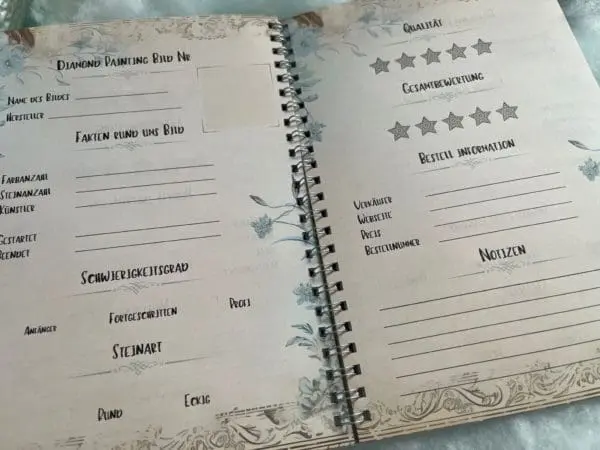 Diamond Painting Bild Nr
Name des Bildes
Hersteller
Fakten rund ums Bild
Farbanzahl
Steinanzahl
Künstler
Gestartet
Beendet
Schwierigkeitsgrad
Anfänger Fortgeschritten Profi
Steinart
Rund Eckig
Qualität
Gesamtbewertung
Bestell information
Verkäufer
Webseite
Preis
Bestellnummer
Notizen